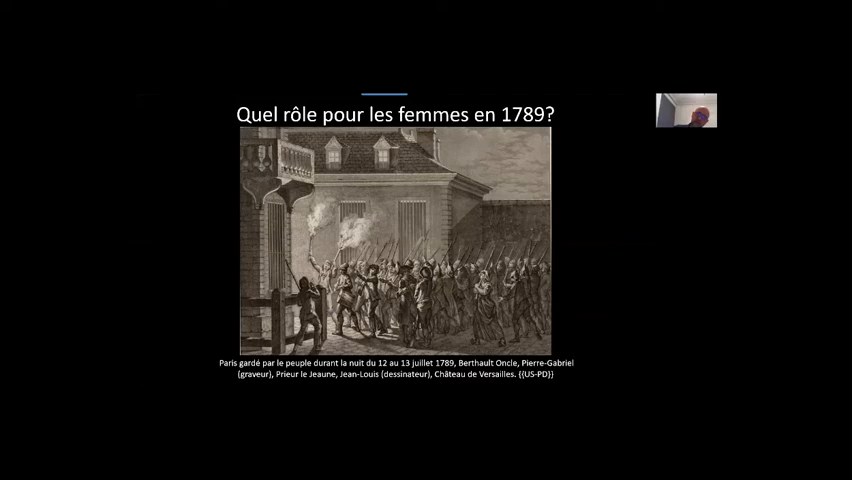 Quel rôle pour les femmes en 1789?
Paris gardé par le peuple durant la nuit du 12 au 13 juillet 1789, Berthault Oncle, Pierre-Gabriel
(graveur), Prieur le Jeaune, Jean-Louis (dessinateur), Château de Versailles. {{US-PD}}